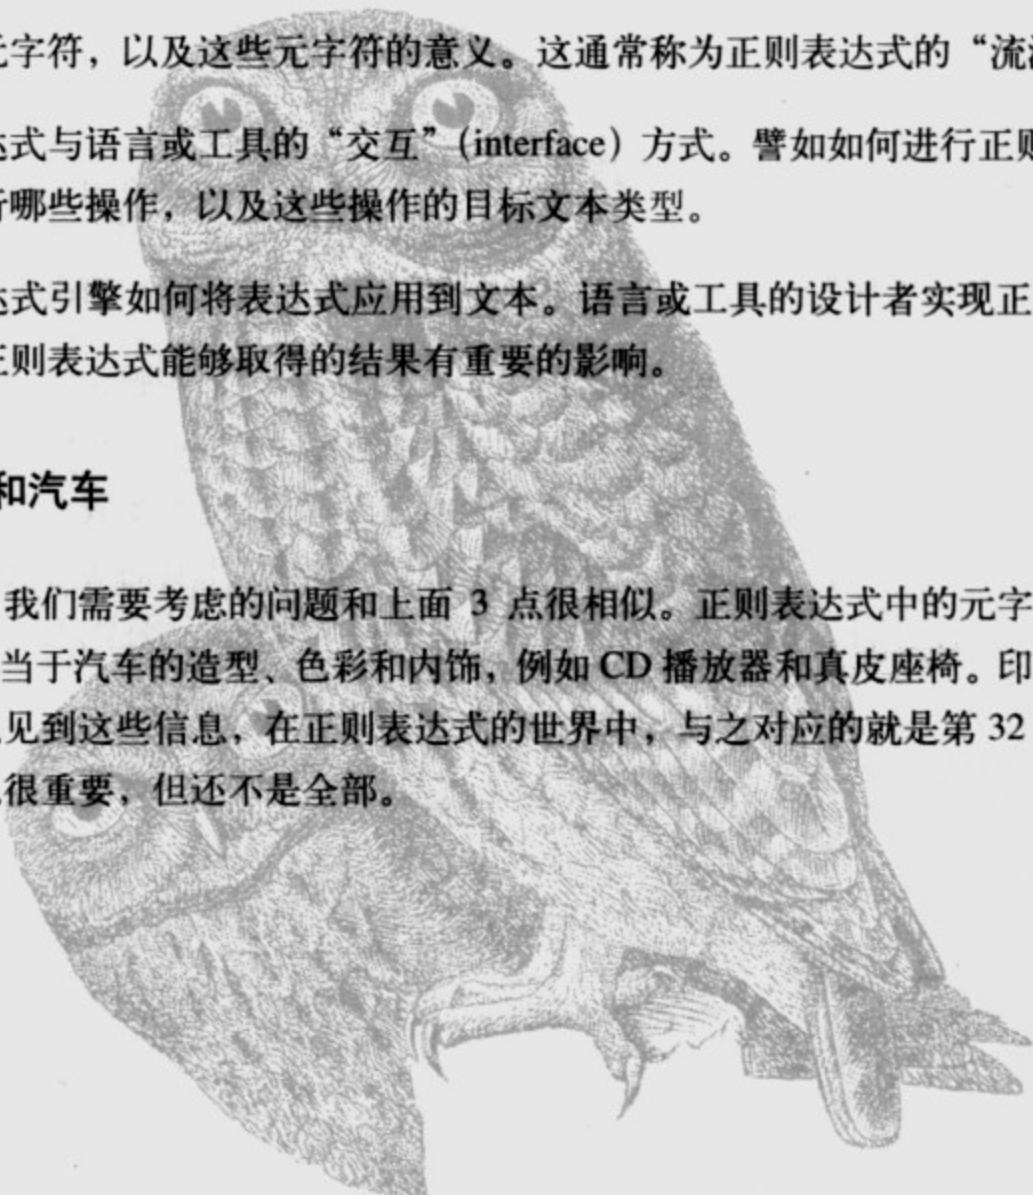 元字符，以及这些元字符的意义。这通常称为正则表达式的“流
达式与语言或工具的“交互”（interface）方式。譬如如何进行正则
行哪些操作，以及这些操作的目标文本类型。
达式引擎如何将表达式应用到文本。语言或工具的设计者实现正
正则表达式能够取得的结果有重要的影响。
和汽车
我们需要考虑的问题和上面 3 点很相似。正则表达式中的元字
当于汽车的造型、色彩和内饰，例如 CD 播放器和真皮座椅。印
见到这些信息，在正则表达式的世界中，与之对应的就是第 32
很重要，但还不是全部。